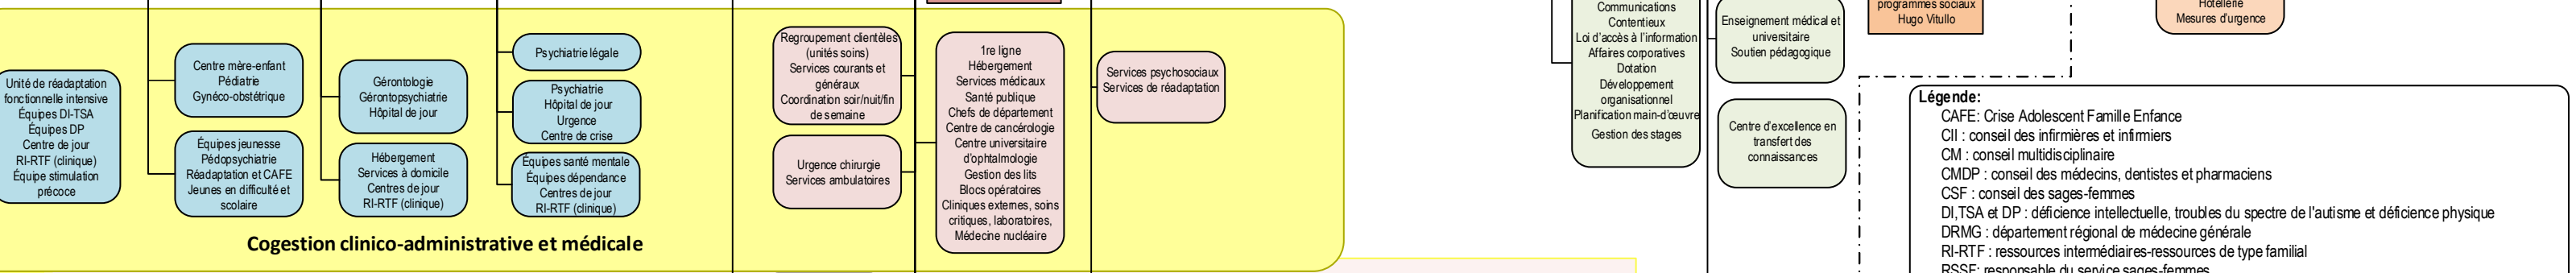 Unité de réadaptation
fonctionnelle intensive
Équipes DI-TSA
Équipes DP
Centre de jour
RI-RTF (clinique)
Équipe stimulation
précoce
Centre mère-enfant
Pédiatrie
Gynéco-obstétrique
Équipes jeunesse
Pédopsychiatrie
Réadaptation et CAFE
Jeunes en difficulté et
scolaire
Gérontologie
Gérontopsychiatrie
Hôpital de jour
Hébergement
Services à domicile
Centres de jour
RI-RTF (clinique)
Psychiatrie légale
Psychiatrie
Hôpital de jour
Urgence
Centre de crise
Équipes santé mentale
Équipes dépendance
Centres de jour
RI-RTF (clinique)
Cogestion clinico-administrative et médicale
Regroupement clientèles
(unités soins)
Services courants et
généraux
Coordination soir/nuit/fin
de semaine
Urgence chirurgie
Services ambulatoires
1re ligne
Hébergement
Services médicaux
Santé publique
Chefs de département
Centre de cancérologie
Centre universitaire
d'ophtalmologie
Gestion des lits
Blocs opératoires
Cliniques externes, soins
critiques, laboratoires,
Médecine nucléaire
Services psychosociaux
Services de réadaptation
Communications
Contentieux
Loi d'accès à l'information
Affaires corporatives
Dotation
Développement
organisationnel
Planification main-d'œuvre
Gestion des stages
Enseignement médical et
universitaire
Soutien pédagogique
Centre d'excellence en
transfert des
connaissances
programmes sociaux
Hugo Vitullo
Hôtellerie
Mesures d'urgence
Légende:
CAFE: Crise Adolescent Famille Enfance
CII : conseil des infirmières et infirmiers
CM : conseil multidisciplinaire
CMDP : conseil des médecins, dentistes et pharmaciens
CSF : conseil des sages-femmes
DI,TSA et DP : déficience intellectuelle, troubles du spectre de l'autisme et déficience physique
DRMG : département régional de médecine générale
RI-RTF : ressources intermédiaires-ressources de type familial
RSSF: responsable du service sages-femmes